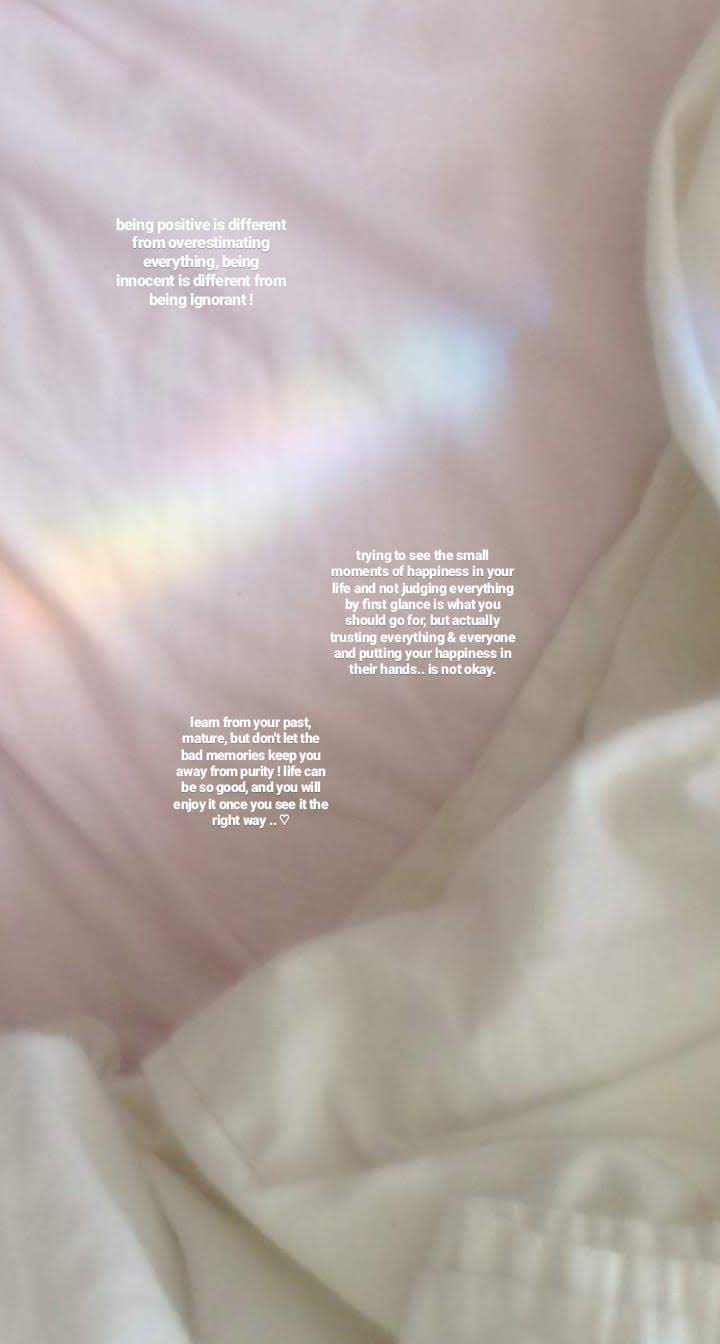 being positive is different
from overestimating
everything, being
innocent is different from
being ignorant !
trying to see the small
moments of happiness in your
life and not judging everything
by first glance is what you
should go for, but actually
trusting everything & everyone
and putting your happiness in
their hands.. is not okay.
learn from your past,
mature, but don't let the
bad memories keep you
away from purity ! life can
be so good, and you will
enjoy it once you see it the
right way .. ♡